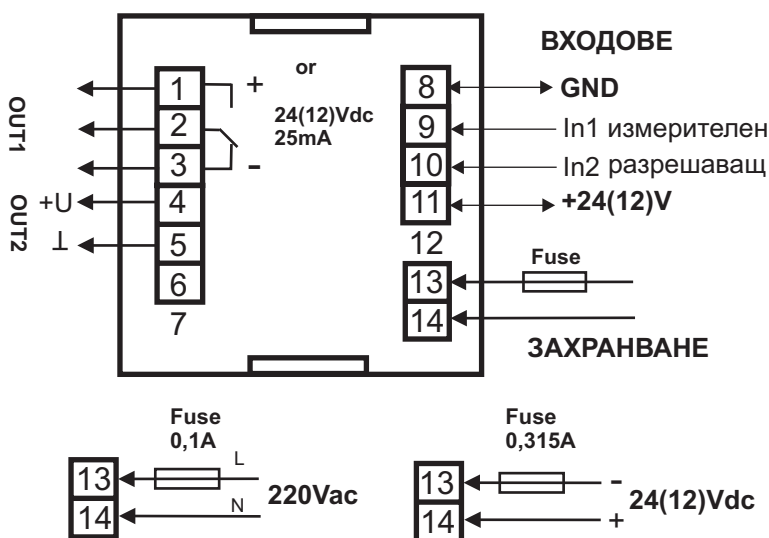 ВХОДОВЕ
or
1 +
24(12)Vdc
25mA
2
3 -
OUT1
4 +U
5 ⊥
OUT2
6
7
8 GND
9 In1 измерителен
10 In2 разрешаващ
11 +24(12)V
12
Fuse
13
14
ЗАХРАНВАНЕ
Fuse
0,1A
13 L
14 N
220Vac
Fuse
0,315A
13 -
14 +
24(12)Vdc